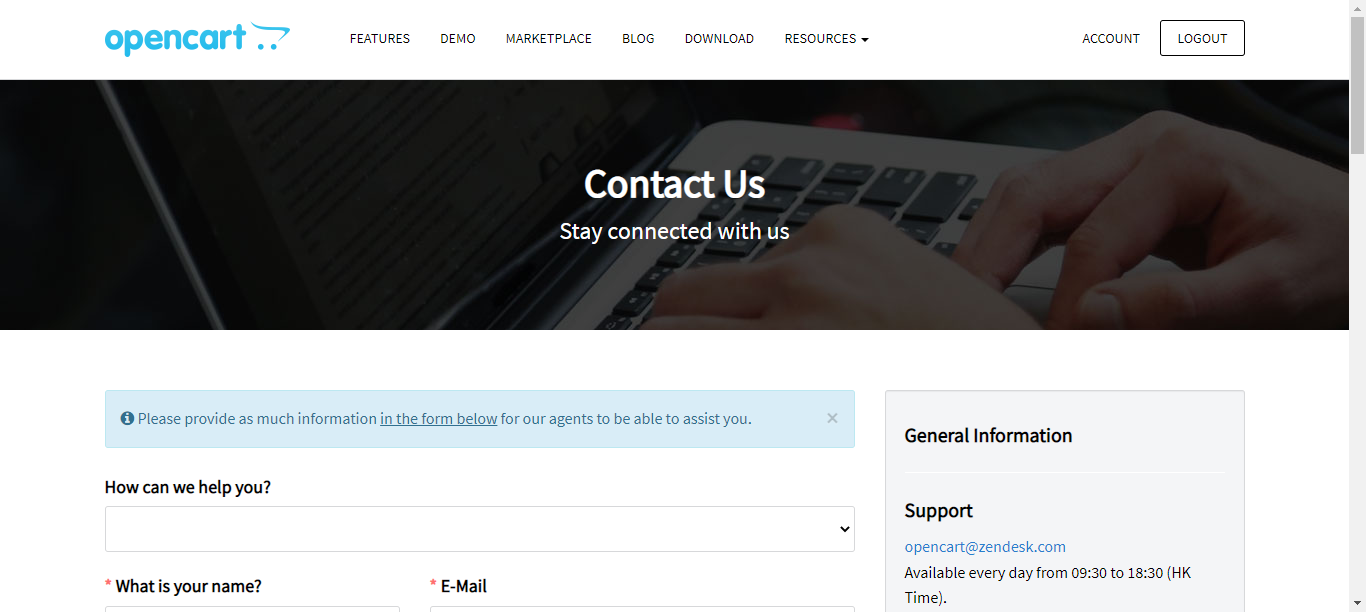 opencart
FEATURES
DEMO
MARKETPLACE
BLOG
DOWNLOAD
RESOURCES
ACCOUNT
LOGOUT
Contact Us
Stay connected with us
Please provide as much information in the form below for our agents to be able to assist you.
×
How can we help you?
* What is your name?
* E-Mail
General Information
Support
opencart@zendesk.com
Available every day from 09:30 to 18:30 (HK
Time).